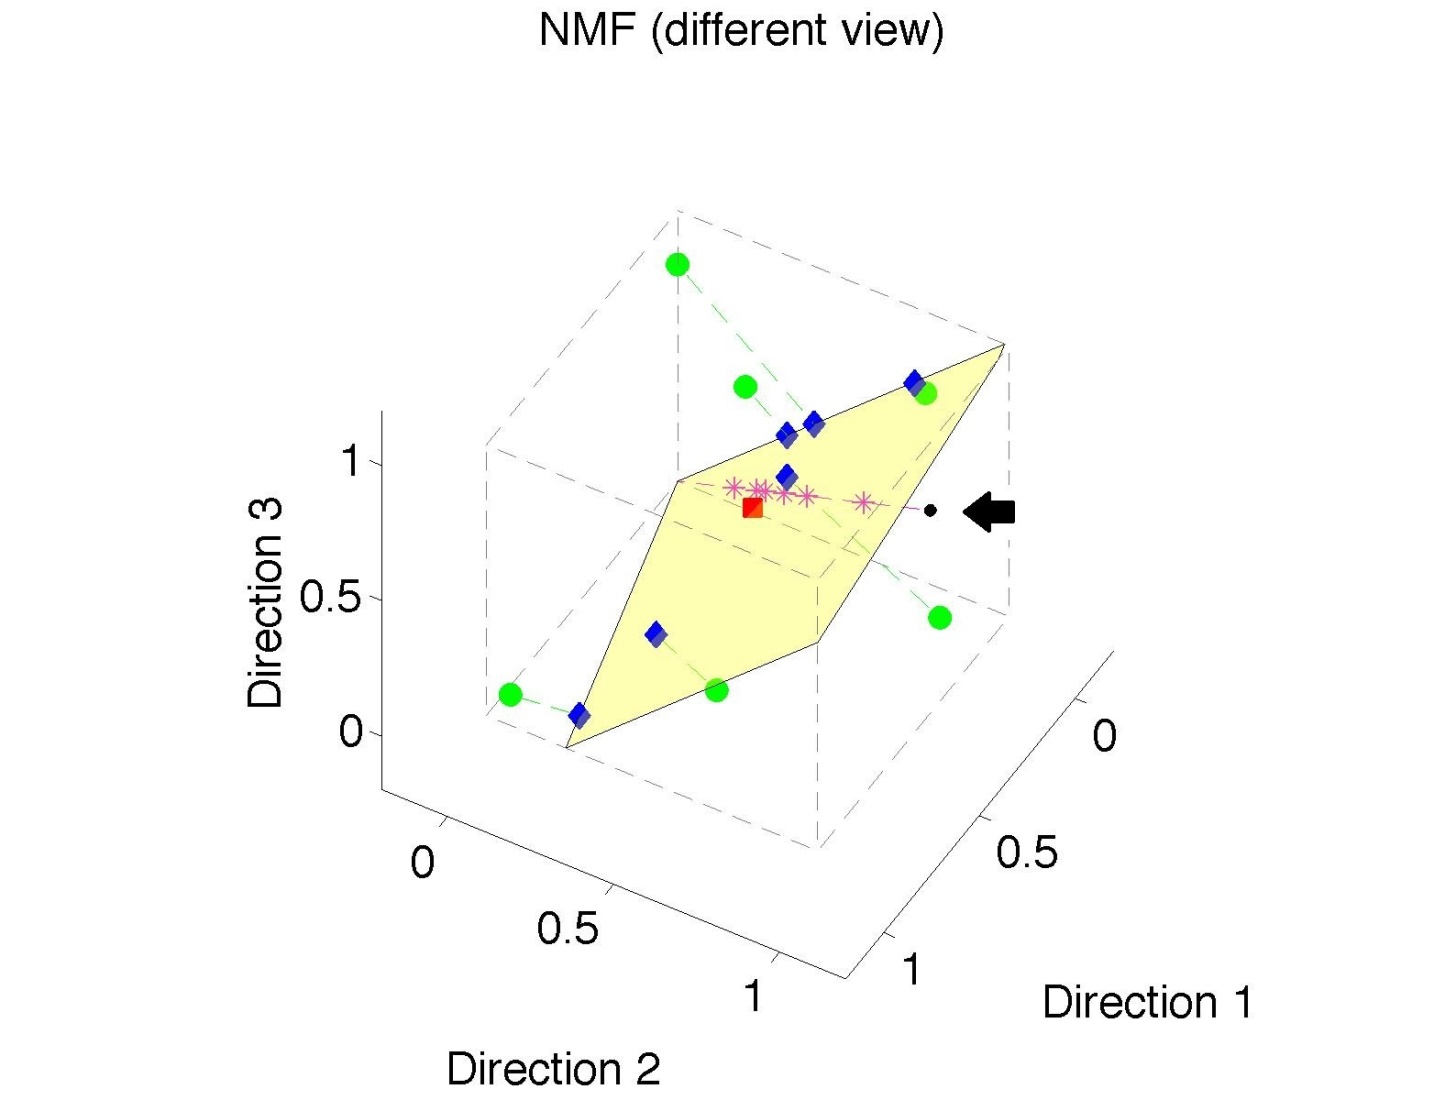 NMF (different view)
Direction 3
1
0.5
0
0
0.5
1
Direction 2
0
0.5
1
Direction 1